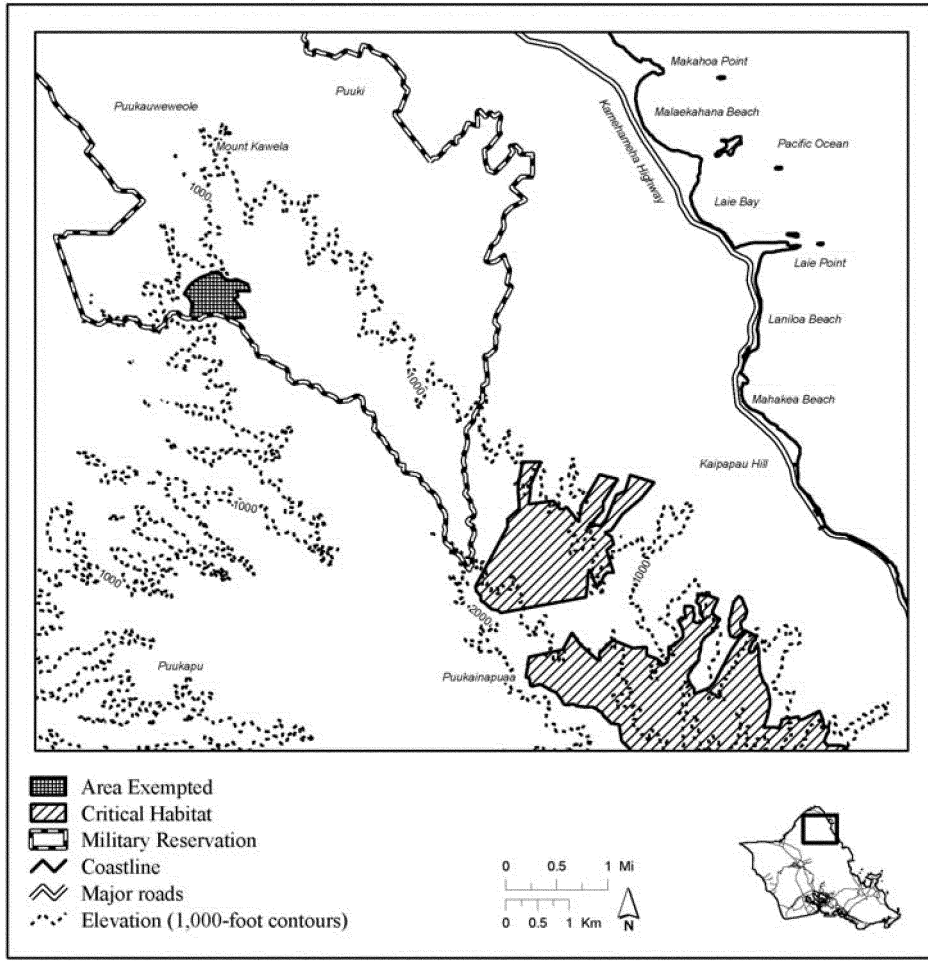 Makahoa Point
Puuki
Puukauweweole
Malaekahana Beach
Kamehameha Highway
Mount Kawela
Pacific Ocean
1000
Laie Bay
Laie Point
Laniloa Beach
1000
Mahakea Beach
Kaipapau Hill
1000
1000
1000
2000
Puukapu
Puukainapuaa
Area Exempted
Critical Habitat
Military Reservation
Coastline
Major roads
Elevation (1,000-foot contours)
0 0.5 1 Mi
0 0.5 1 Km
N